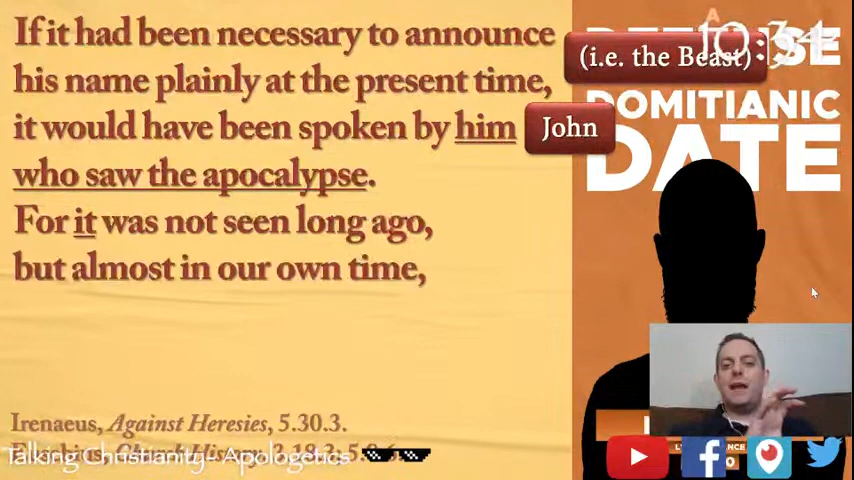 If it had been necessary to announce
his name plainly at the present time,
(i.e. the Beast)
it would have been spoken by him
John
who saw the apocalypse.
For it was not seen long ago,
but almost in our own time,
Irenaeus, Against Heresies, 5.30.3.
Talking Christianity - Apologetics
10:34
DOMITIANIC
DATE